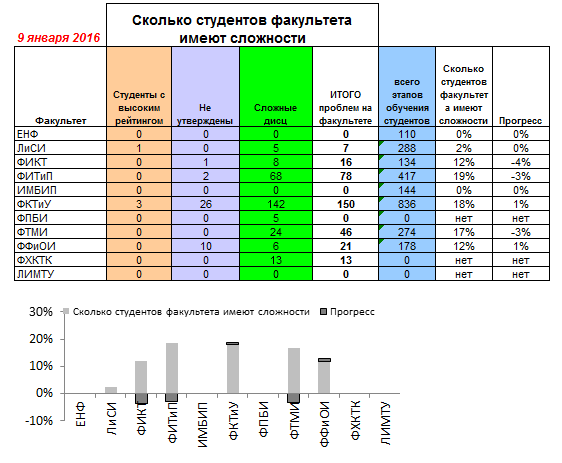 Сколько студентов факультета
имеют сложности
9 января 2016
Факультет Студенты с высоким рейтингом Не утверждены Сложные дисц ИТОГО проблем на факультете всего этапов обучения студентов Сколько студентов факультета имеют сложности Прогресс
ЕНФ 0 0 0 0 110 0% 0%
ЛиСИ 1 0 5 7 288 2% 0%
ФИКТ 0 1 8 16 134 12% -4%
ФИТиП 0 2 68 78 417 19% -3%
ИМБИП 0 0 0 0 144 0% 0%
ФКТиУ 3 26 142 150 836 18% 1%
ФПБИ 0 0 5 0 0 нет нет
ФТМИ 0 0 24 46 274 17% -3%
ФФиОИ 0 10 6 21 178 12% 1%
ФХКТК 0 0 13 13 0 нет нет
ЛИМТУ 0 0 0 0 0 нет нет
30%
Сколько студентов факультета имеют сложности Прогресс
20%
10%
0%
-10%
ЕНФ ЛиСИ ФИКТ ФИТиП ИМБИП ФКТиУ ФПБИ ФТМИ ФФиОИ ФХКТК ЛИМТУ